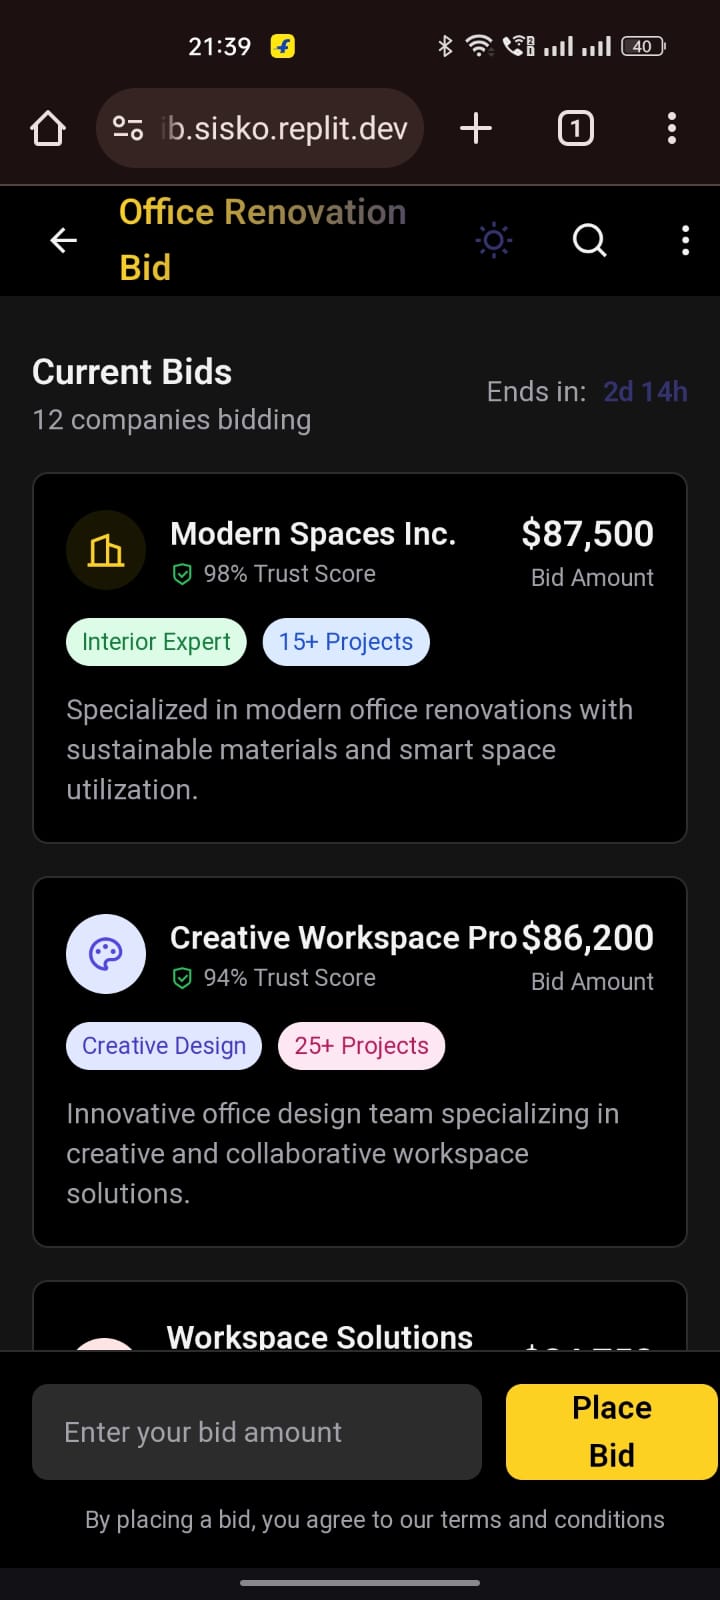 21:39
40
ib.sisko.replit.dev
1
Office Renovation
Bid
Current Bids
12 companies bidding
Ends in: 2d 14h
Modern Spaces Inc.
$87,500
98% Trust Score
Bid Amount
Interior Expert
15+ Projects
Specialized in modern office renovations with
sustainable materials and smart space
utilization.
Creative Workspace Pro
$86,200
94% Trust Score
Bid Amount
Creative Design
25+ Projects
Innovative office design team specializing in
creative and collaborative workspace
solutions.
Workspace Solutions
Enter your bid amount
Place
Bid
By placing a bid, you agree to our terms and conditions